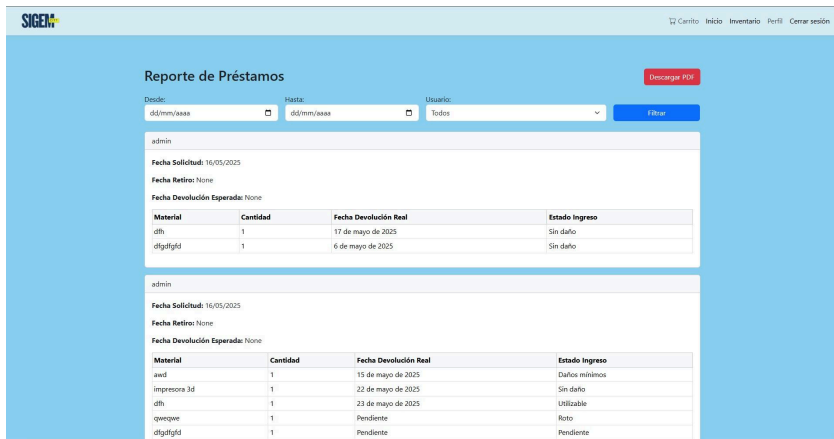 SIGEM
Carrito Inicio Inventario Perfil Cerrar sesión
Reporte de Préstamos
Descargar PDF
Desde: Hasta: Usuario:
dd/mm/aaaa dd/mm/aaaa Todos Filtrar
admin
Fecha Solicitud: 16/05/2025
Fecha Retiro: None
Fecha Devolución Esperada: None
Material Cantidad Fecha Devolución Real Estado Ingreso
dfh 1 17 de mayo de 2025 Sin daño
dfgdfgfd 1 6 de mayo de 2025 Sin daño
admin
Fecha Solicitud: 16/05/2025
Fecha Retiro: None
Fecha Devolución Esperada: None
Material Cantidad Fecha Devolución Real Estado Ingreso
awd 1 15 de mayo de 2025 Daños mínimos
impresora 3d 1 22 de mayo de 2025 Sin daño
dfh 1 23 de mayo de 2025 Utilizable
qweqwe 1 Pendiente Roto
dfgdfgfd 1 Pendiente Pendiente